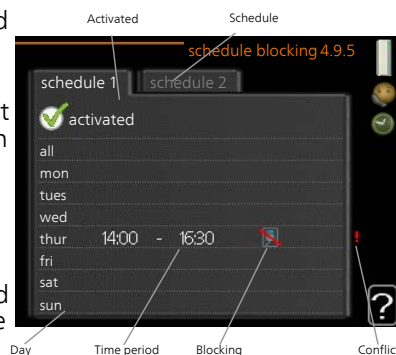 Activated Schedule
schedule blocking 4.9.5
schedule 1 schedule 2
activated
all
mon
tues
wed
thur 14:00 - 16:30 !
fri
sat
sun
?
Day Time period Blocking Conflic